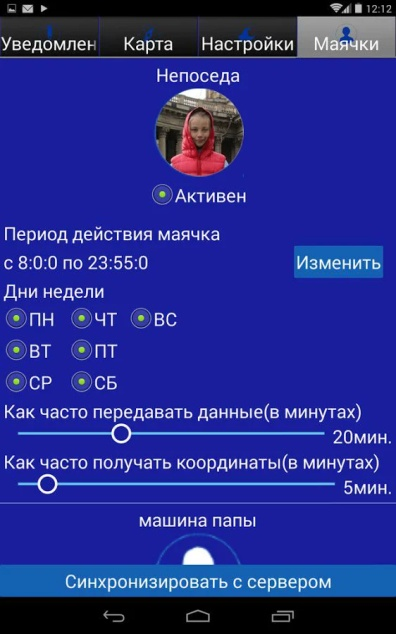 12:12
Уведомлен Карта Настройки Маячки
Непоседа
Активен
Период действия маячка
с 8:0:0 по 23:55:0 Изменить
Дни недели
ПН ЧТ ВС
ВТ ПТ
СР СБ
Как часто передавать данные(в минутах)
20мин.
Как часто получать координаты(в минутах)
5мин.
машина папы
Синхронизировать с сервером